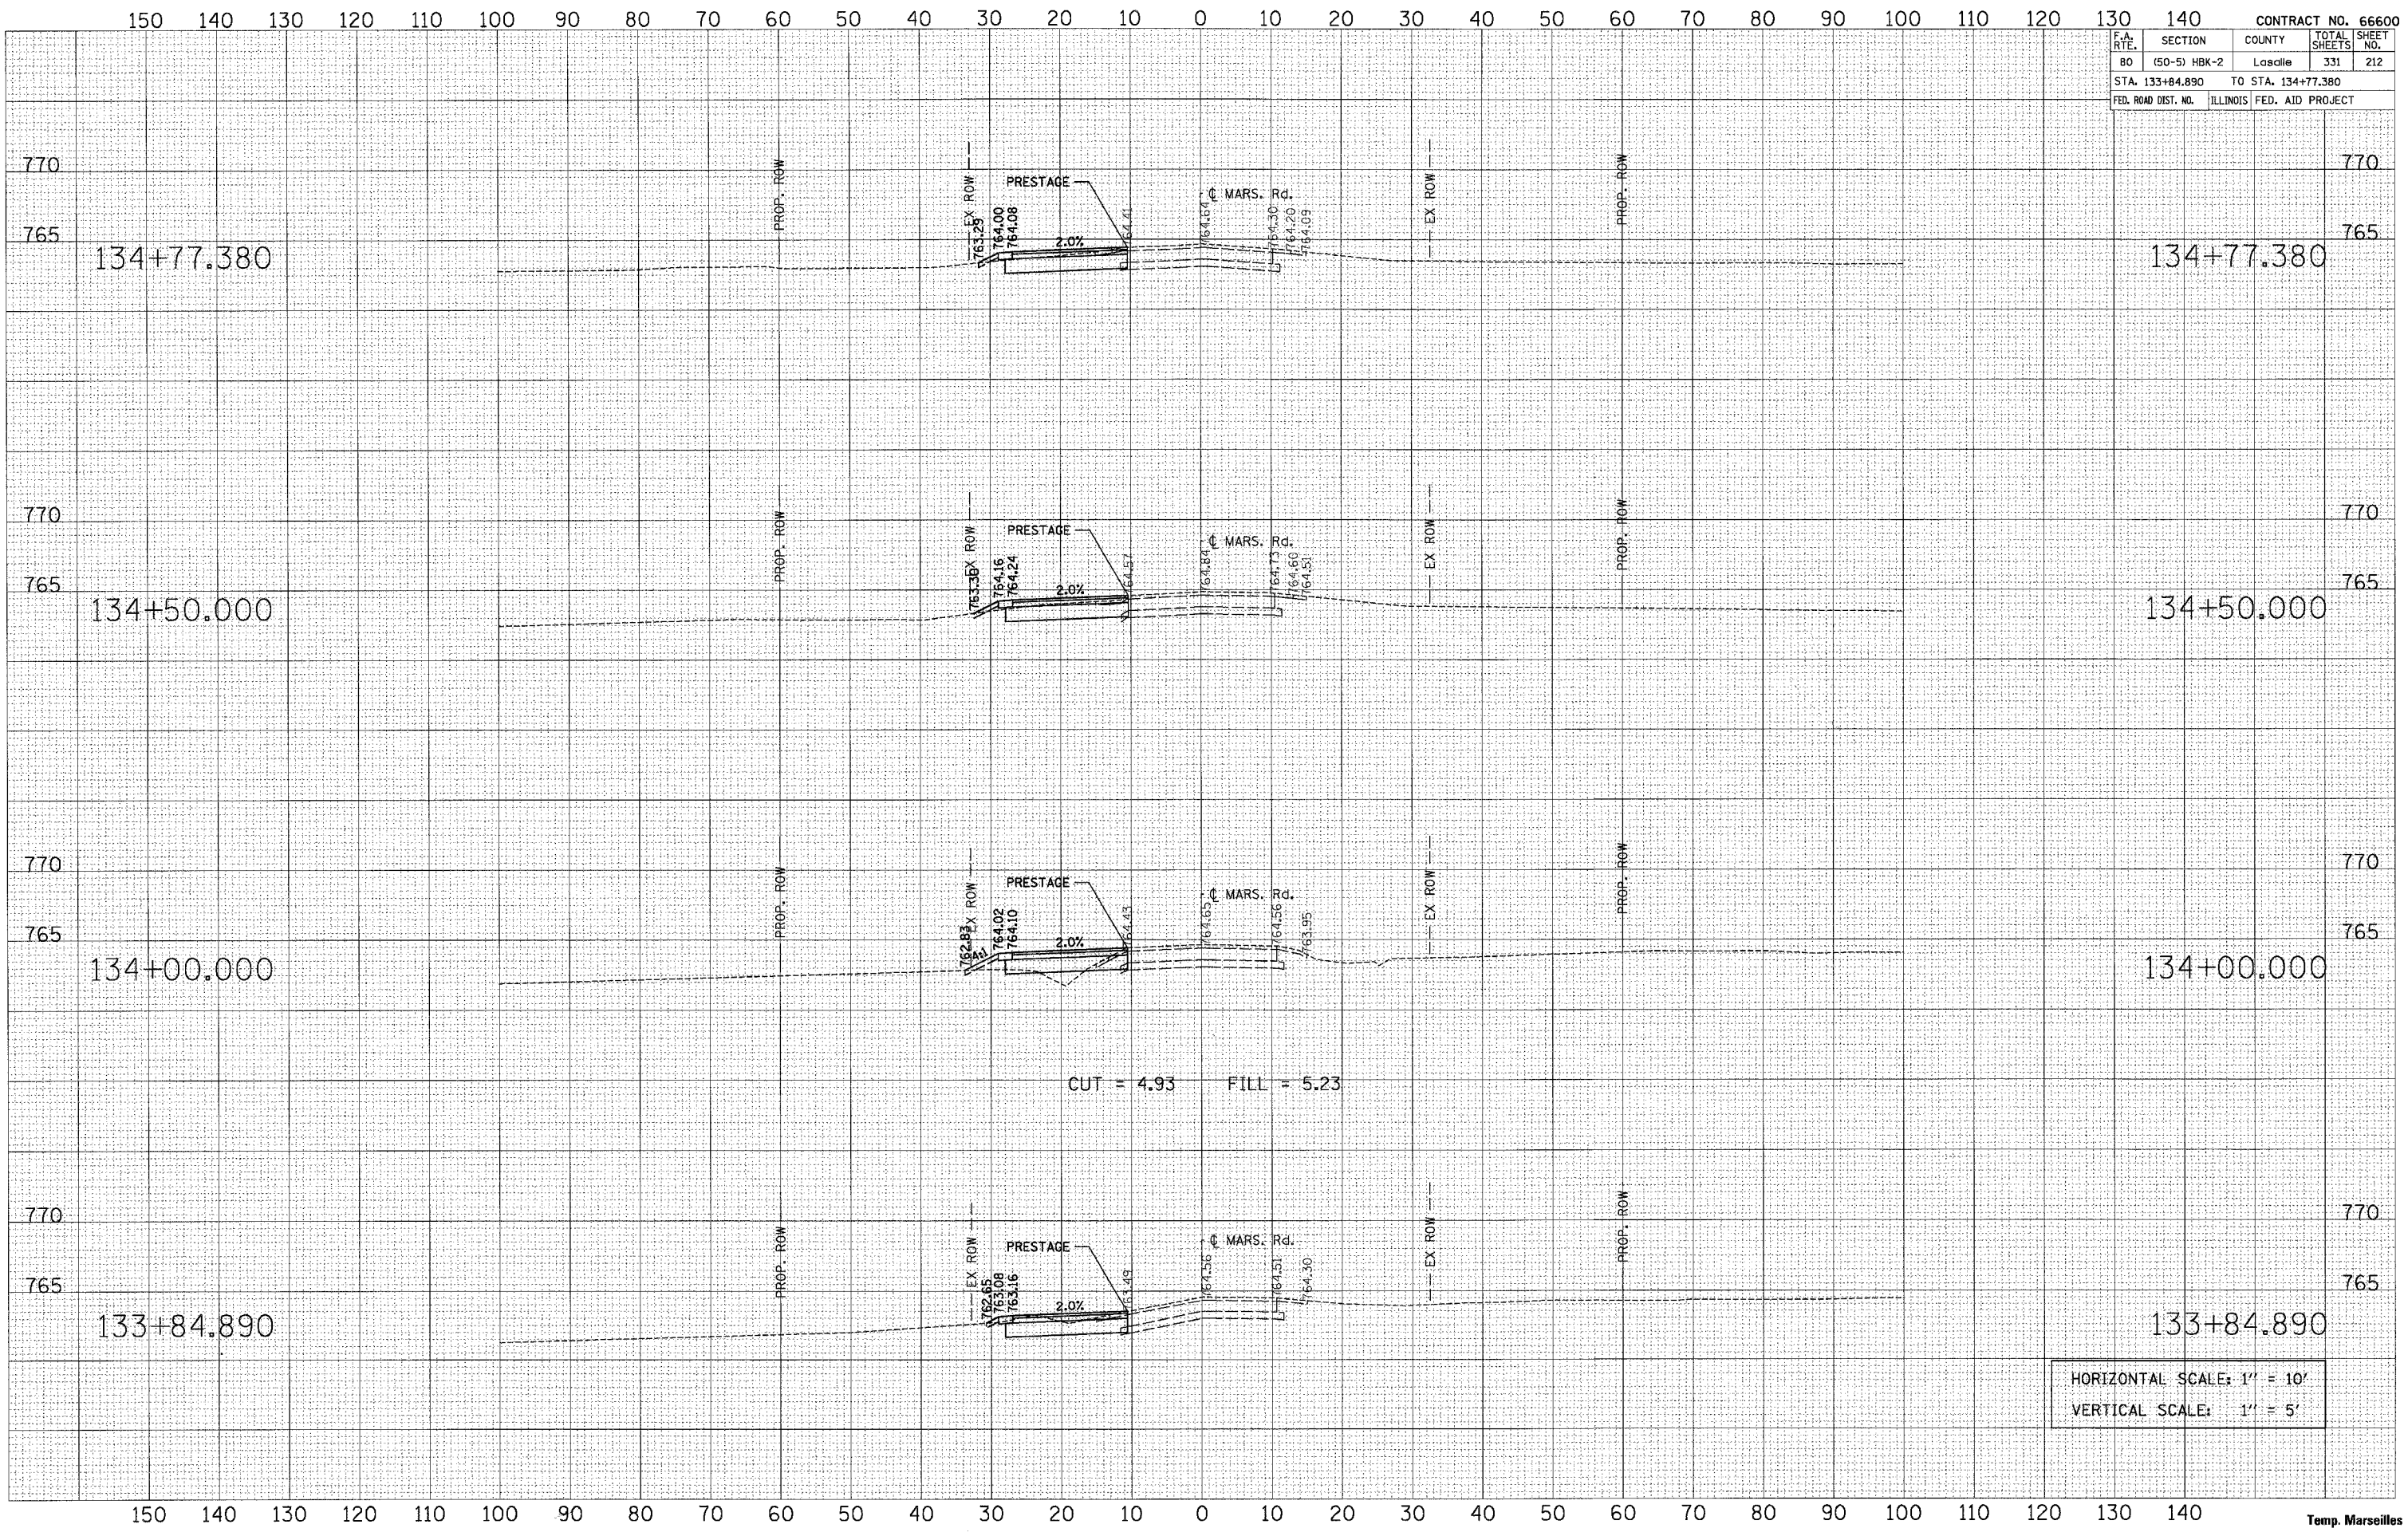 150 140 130 120 110 100 90 80 70 60 50 40 30 20 10 0 10 20 30 40 50 60 70 80 90 100 110 120 130 140
CONTRACT NO. 66600
F.A. RTE. SECTION COUNTY TOTAL SHEETS SHEET NO.
80 (50-5) HBK-2 Lasalle 331 212
STA. 133+84.890 TO STA. 134+77.380
FED. ROAD DIST. NO. ILLINOIS FED. AID PROJECT
770 770
765 765
134+77.380 134+77.380
PROP. ROW
EX ROW
763.29
764.00
764.08
PRESTAGE
2.0%
764.41
764.64
℄ MARS. Rd.
764.30
764.20
764.09
EX ROW
PROP. ROW
770 770
765 765
134+50.000 134+50.000
PROP. ROW
EX ROW
764.16
764.24
PRESTAGE
2.0%
764.57
764.84
℄ MARS. Rd.
764.73
764.60
764.51
EX ROW
PROP. ROW
770 770
765 765
134+00.000 134+00.000
PROP. ROW
EX ROW
762.83
764.02
764.10
PRESTAGE
2.0%
764.43
764.65
℄ MARS. Rd.
764.56
763.95
EX ROW
PROP. ROW
CUT = 4.93 FILL = 5.23
770 770
765 765
133+84.890 133+84.890
PROP. ROW
EX ROW
762.65
763.08
763.16
PRESTAGE
2.0%
763.49
764.56
℄ MARS. Rd.
764.51
764.30
EX ROW
PROP. ROW
HORIZONTAL SCALE: 1" = 10'
VERTICAL SCALE: 1" = 5'
150 140 130 120 110 100 90 80 70 60 50 40 30 20 10 0 10 20 30 40 50 60 70 80 90 100 110 120 130 140
Temp. Marseilles